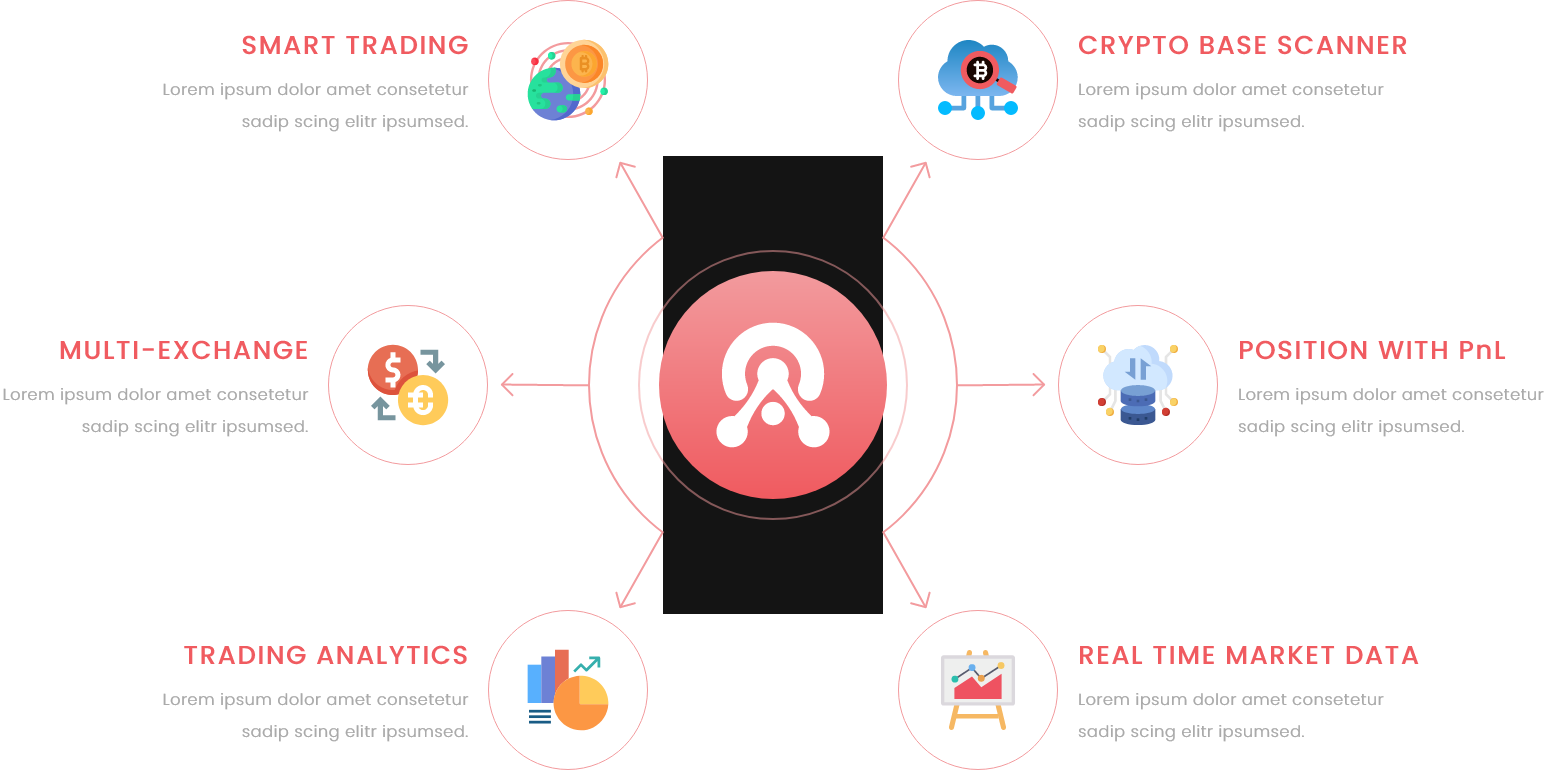 SMART TRADING
Lorem ipsum dolor amet consetetur
sadip scing elitr ipsumsed.
CRYPTO BASE SCANNER
Lorem ipsum dolor amet consetetur
sadip scing elitr ipsumsed.
MULTI-EXCHANGE
Lorem ipsum dolor amet consetetur
sadip scing elitr ipsumsed.
POSITION WITH PnL
Lorem ipsum dolor amet consetetur
sadip scing elitr ipsumsed.
TRADING ANALYTICS
Lorem ipsum dolor amet consetetur
sadip scing elitr ipsumsed.
REAL TIME MARKET DATA
Lorem ipsum dolor amet consetetur
sadip scing elitr ipsumsed.